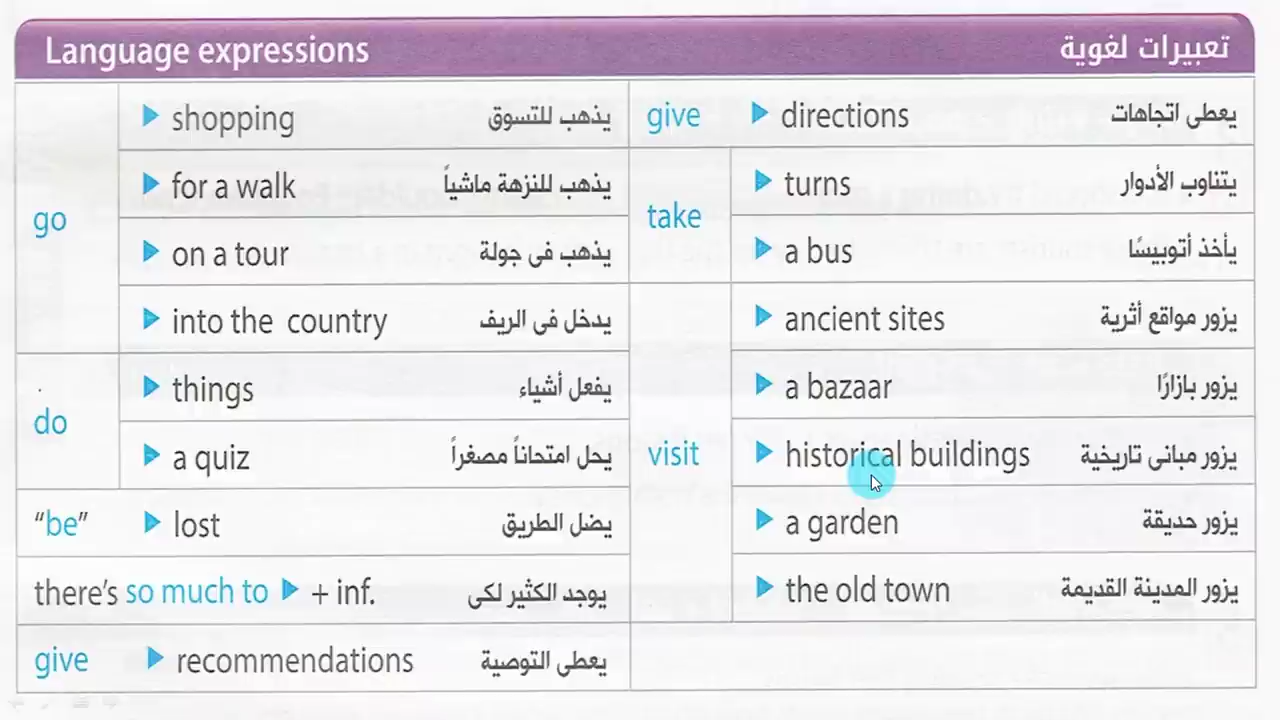 Language expressions تعبيرات لغوية
go
shopping يذهب للتسوق
for a walk يذهب للنزهة ماشياً
on a tour يذهب فى جولة
into the country يدخل فى الريف
do
things يفعل أشياء
a quiz يحل امتحاناً مصغراً
"be" lost يضل الطريق
there's so much to + inf. يوجد الكثير لكى
give recommendations يعطى التوصية
give directions يعطى اتجاهات
take
turns يتناوب الأدوار
a bus يأخذ أتوبيسًا
visit
ancient sites يزور مواقع أثرية
a bazaar يزور بازارًا
historical buildings يزور مبانى تاريخية
a garden يزور حديقة
the old town يزور المدينة القديمة